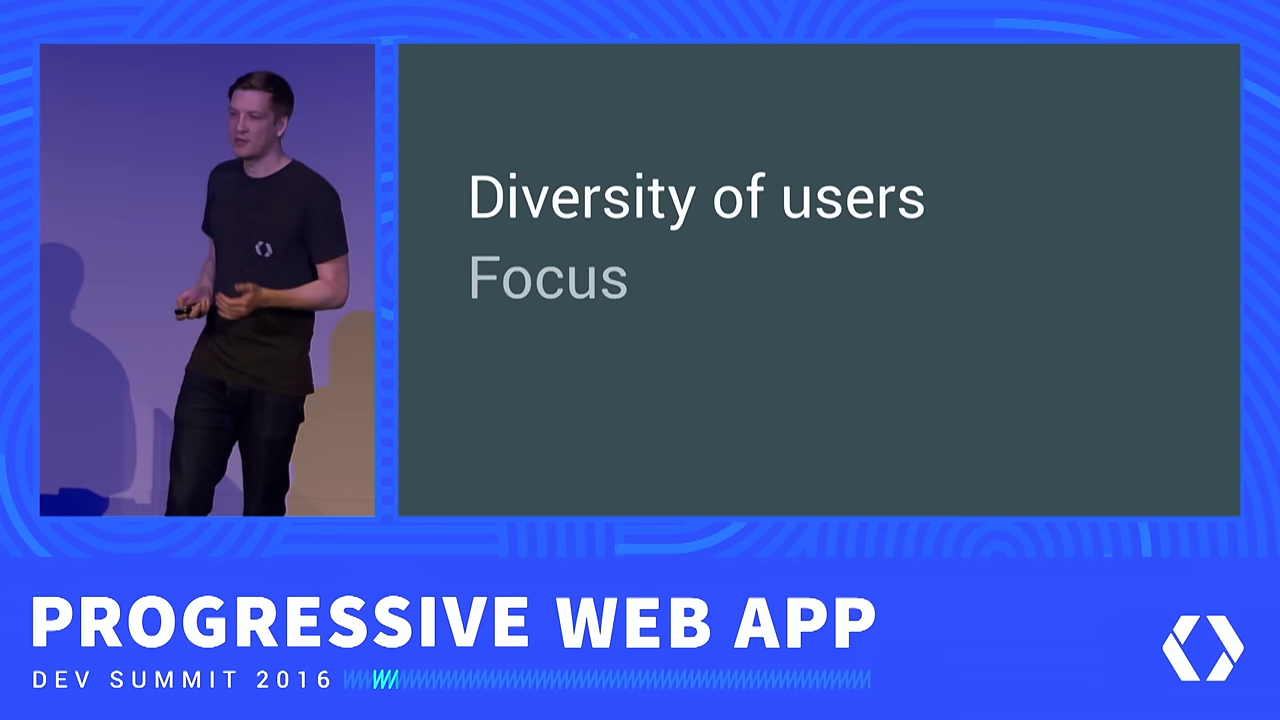 Diversity of users
Focus
PROGRESSIVE WEB APP
DEV SUMMIT 2016